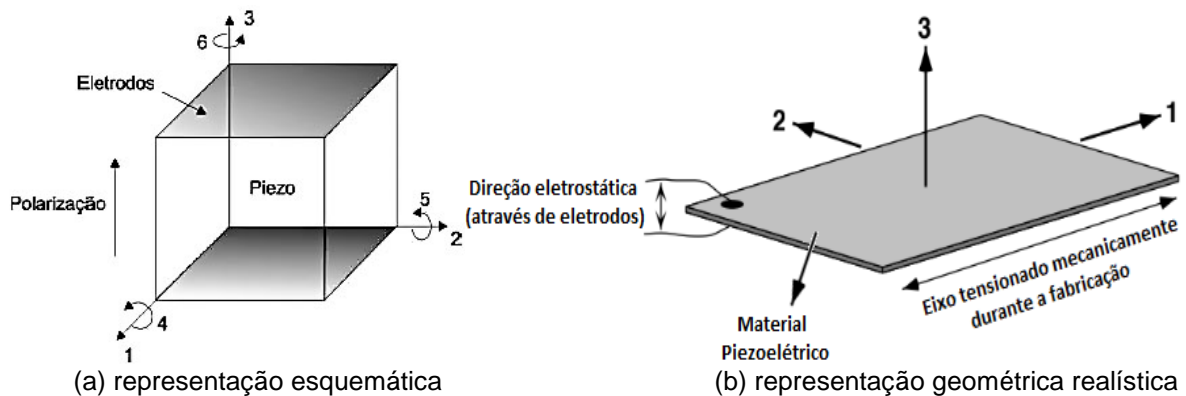 3
6
Eletrodos
Polarização
Piezo
5
2
4
1
(a) representação esquemática
3
2
1
Direção eletrostática
(através de eletrodos)
Eixo tensionado mecanicamente
durante a fabricação
Material
Piezoelétrico
(b) representação geométrica realística